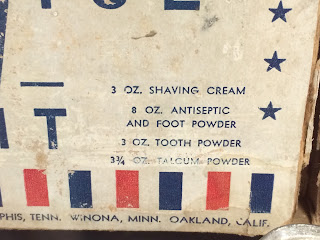 3 OZ. SHAVING CREAM
8 OZ. ANTISEPTIC
AND FOOT POWDER
3 OZ. TOOTH POWDER
AT
3¾ OZ. TALCUM POWDER
PHIS, TENN. WINONA, MINN. OAKLAND, CALIF.